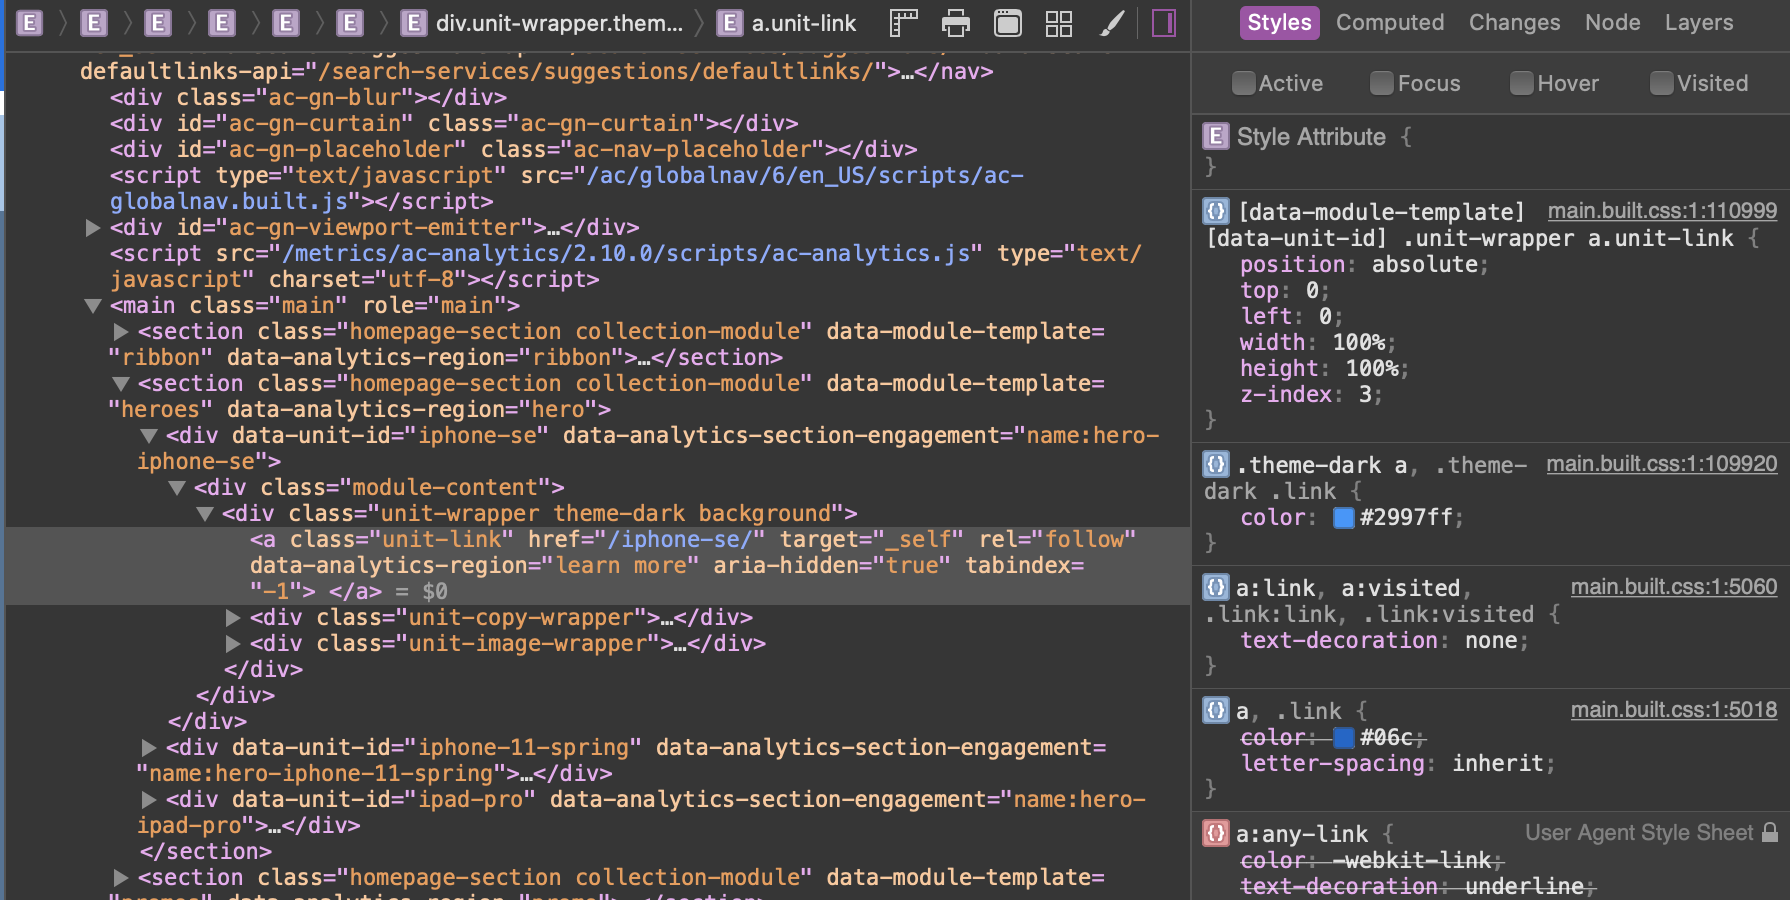 E E E E E E E div.unit-wrapper.them... E a.unit-link
defaultlinks-api="/search-services/suggestions/defaultlinks/">…</nav>
<div class="ac-gn-blur"></div>
<div id="ac-gn-curtain" class="ac-gn-curtain"></div>
<div id="ac-gn-placeholder" class="ac-nav-placeholder"></div>
<script type="text/javascript" src="/ac/globalnav/6/en_US/scripts/ac-
globalnav.built.js"></script>
<div id="ac-gn-viewport-emitter">…</div>
<script src="/metrics/ac-analytics/2.10.0/scripts/ac-analytics.js" type="text/
javascript" charset="utf-8"></script>
<main class="main" role="main">
<section class="homepage-section collection-module" data-module-template=
"ribbon" data-analytics-region="ribbon">…</section>
<section class="homepage-section collection-module" data-module-template=
"heroes" data-analytics-region="hero">
<div data-unit-id="iphone-se" data-analytics-section-engagement="name:hero-
iphone-se">
<div class="module-content">
<div class="unit-wrapper theme-dark background">
<a class="unit-link" href="/iphone-se/" target="_self" rel="follow"
data-analytics-region="learn more" aria-hidden="true" tabindex=
"-1"> </a> = $0
<div class="unit-copy-wrapper">…</div>
<div class="unit-image-wrapper">…</div>
</div>
</div>
</div>
<div data-unit-id="iphone-11-spring" data-analytics-section-engagement=
"name:hero-iphone-11-spring">…</div>
<div data-unit-id="ipad-pro" data-analytics-section-engagement="name:hero-
ipad-pro">…</div>
</section>
<section class="homepage-section collection-module" data-module-template=
Styles Computed Changes Node Layers
Active Focus Hover Visited
E Style Attribute {
}
{} [data-module-template] main.built.css:1:110999
[data-unit-id] .unit-wrapper a.unit-link {
position: absolute;
top: 0;
left: 0;
width: 100%;
height: 100%;
z-index: 3;
}
{} .theme-dark a, .theme- main.built.css:1:109920
dark .link {
color: #2997ff;
}
{} a:link, a:visited, main.built.css:1:5060
.link:link, .link:visited {
text-decoration: none;
}
{} a, .link { main.built.css:1:5018
color: #06c;
letter-spacing: inherit;
}
{} a:any-link { User Agent Style Sheet
color: -webkit-link;
text-decoration: underline;